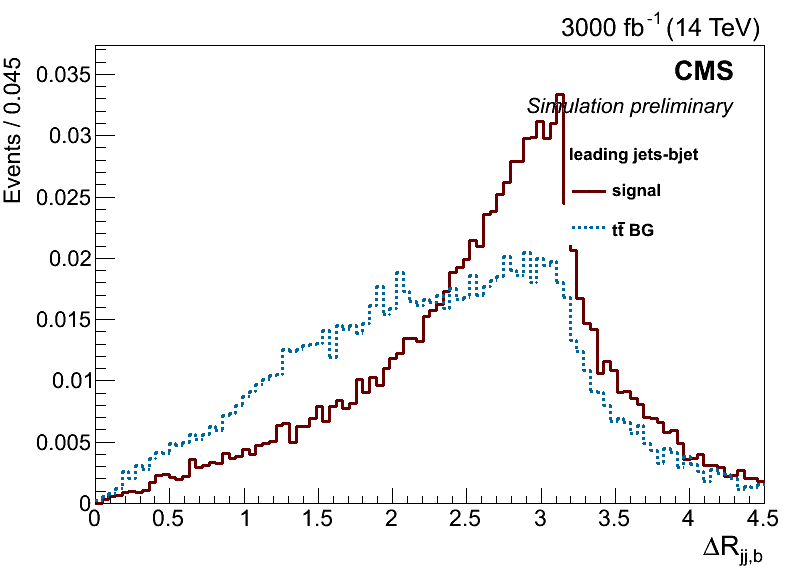 3000 fb⁻¹ (14 TeV)
CMS
Simulation preliminary
leading jets-bjet
signal
tt̄ BG
Events / 0.045
0.035
0.03
0.025
0.02
0.015
0.01
0.005
0
0 0.5 1 1.5 2 2.5 3 3.5 4 4.5
ΔR_jj,b